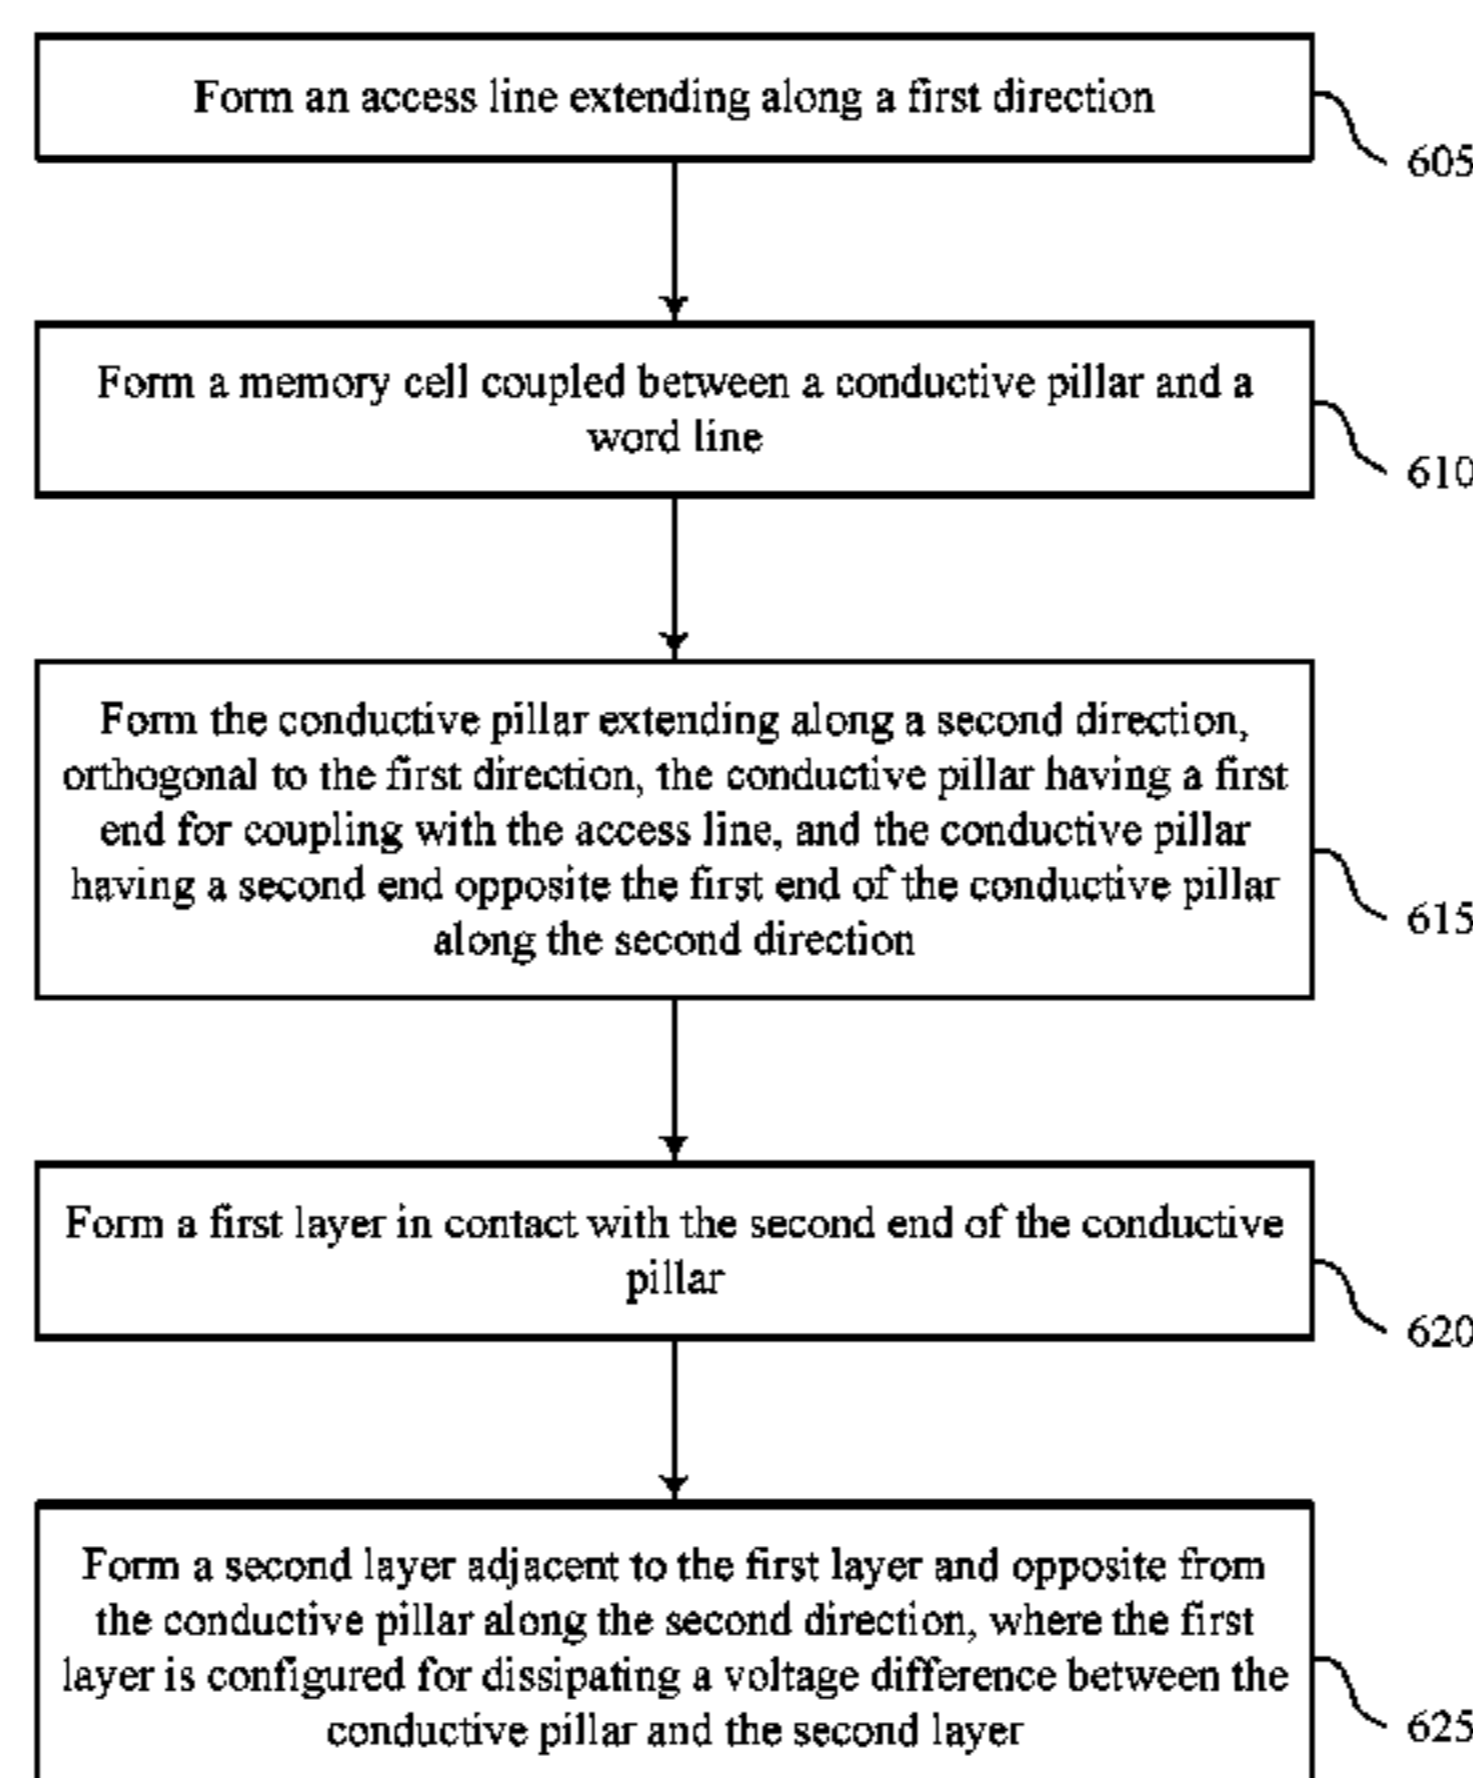 Form an access line extending along a first direction
605
Form a memory cell coupled between a conductive pillar and a
word line
610
Form the conductive pillar extending along a second direction,
orthogonal to the first direction, the conductive pillar having a first
end for coupling with the access line, and the conductive pillar
having a second end opposite the first end of the conductive pillar
along the second direction
615
Form a first layer in contact with the second end of the conductive
pillar
620
Form a second layer adjacent to the first layer and opposite from
the conductive pillar along the second direction, where the first
layer is configured for dissipating a voltage difference between the
conductive pillar and the second layer
625